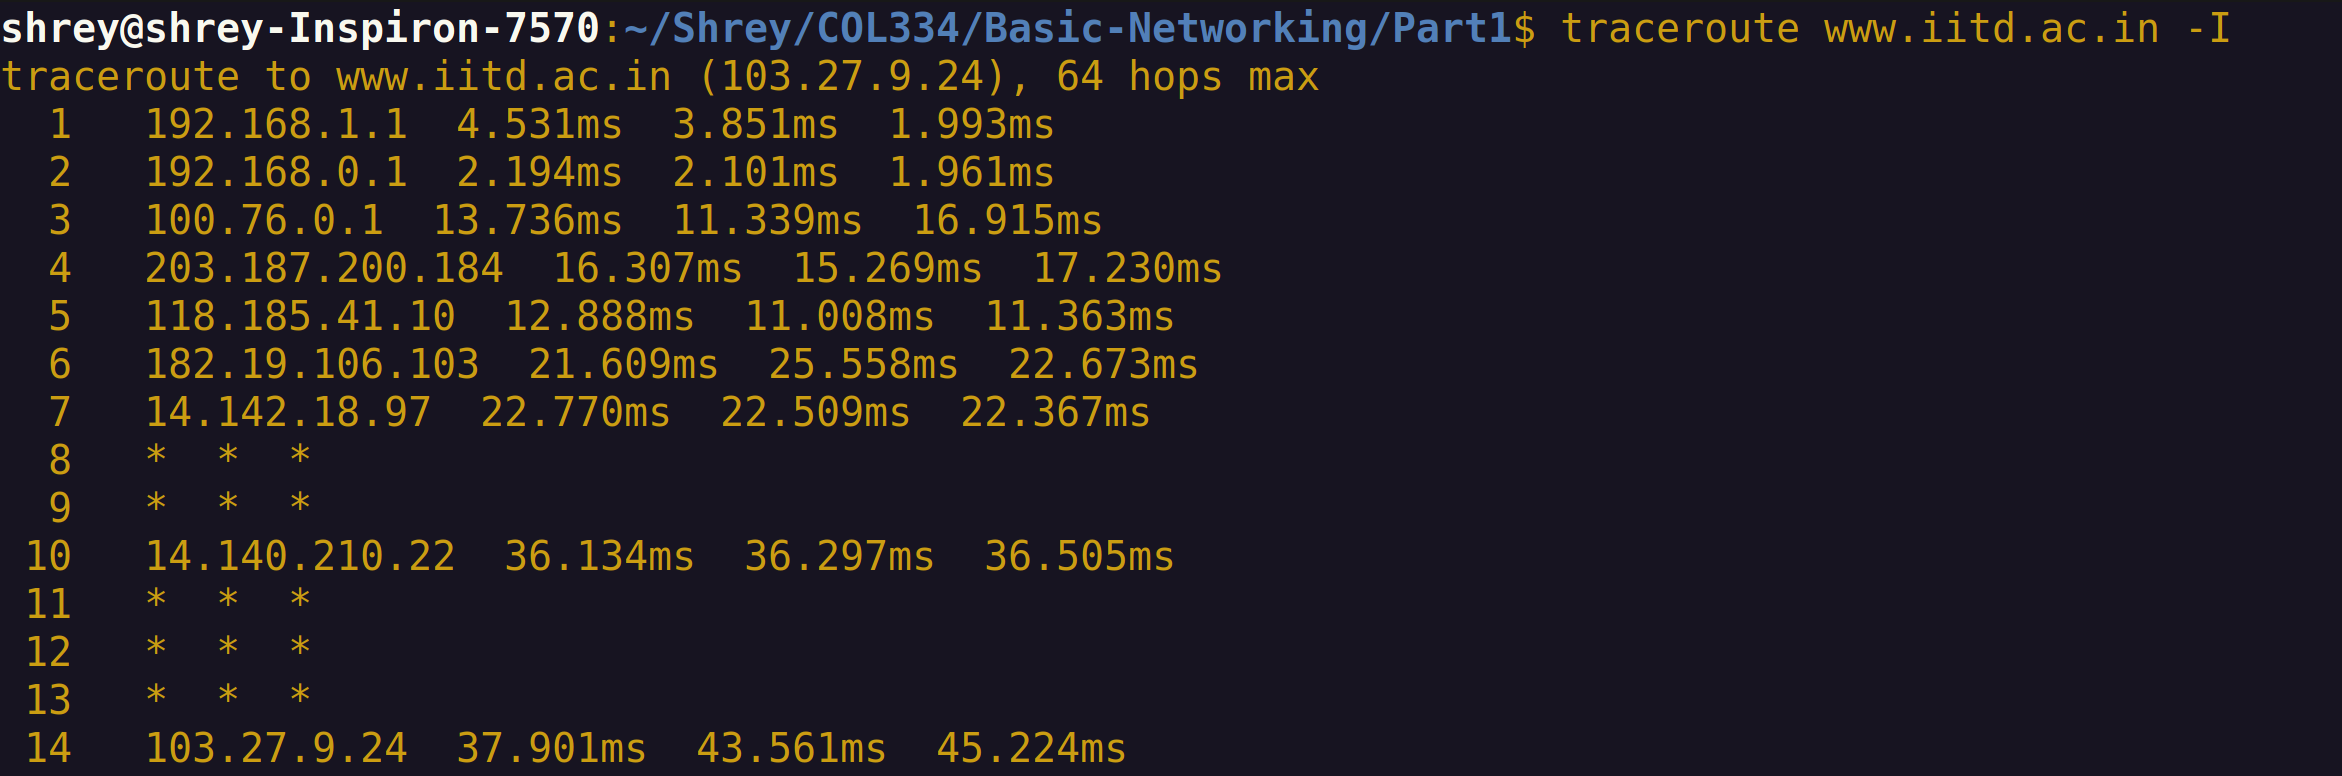 shrey@shrey-Inspiron-7570:~/Shrey/COL334/Basic-Networking/Part1$ traceroute www.iitd.ac.in -I
traceroute to www.iitd.ac.in (103.27.9.24), 64 hops max
  1   192.168.1.1  4.531ms  3.851ms  1.993ms
  2   192.168.0.1  2.194ms  2.101ms  1.961ms
  3   100.76.0.1  13.736ms  11.339ms  16.915ms
  4   203.187.200.184  16.307ms  15.269ms  17.230ms
  5   118.185.41.10  12.888ms  11.008ms  11.363ms
  6   182.19.106.103  21.609ms  25.558ms  22.673ms
  7   14.142.18.97  22.770ms  22.509ms  22.367ms
  8   *  *  *
  9   *  *  *
 10   14.140.210.22  36.134ms  36.297ms  36.505ms
 11   *  *  *
 12   *  *  *
 13   *  *  *
 14   103.27.9.24  37.901ms  43.561ms  45.224ms